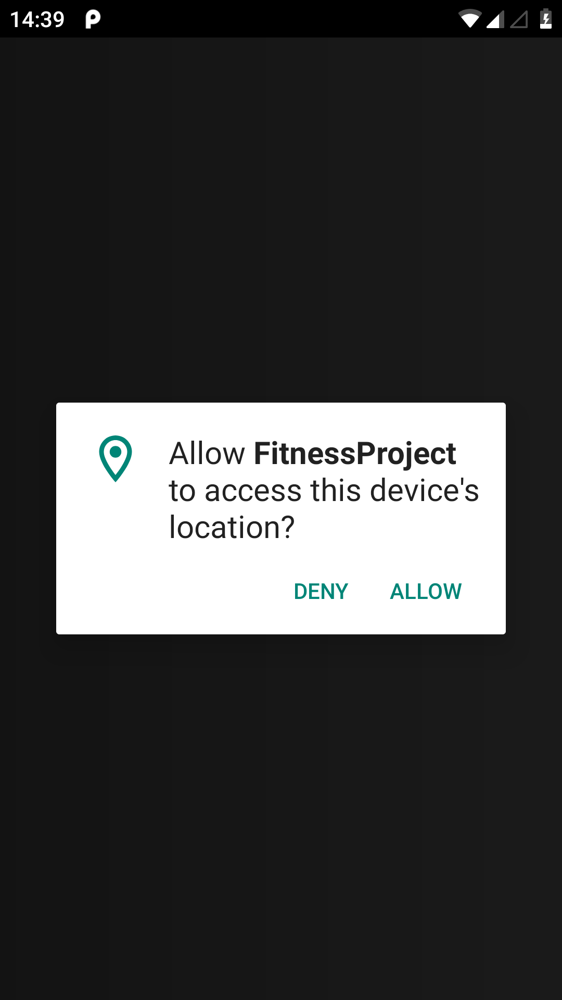 14:39
Allow FitnessProject
to access this device's
location?
DENY ALLOW